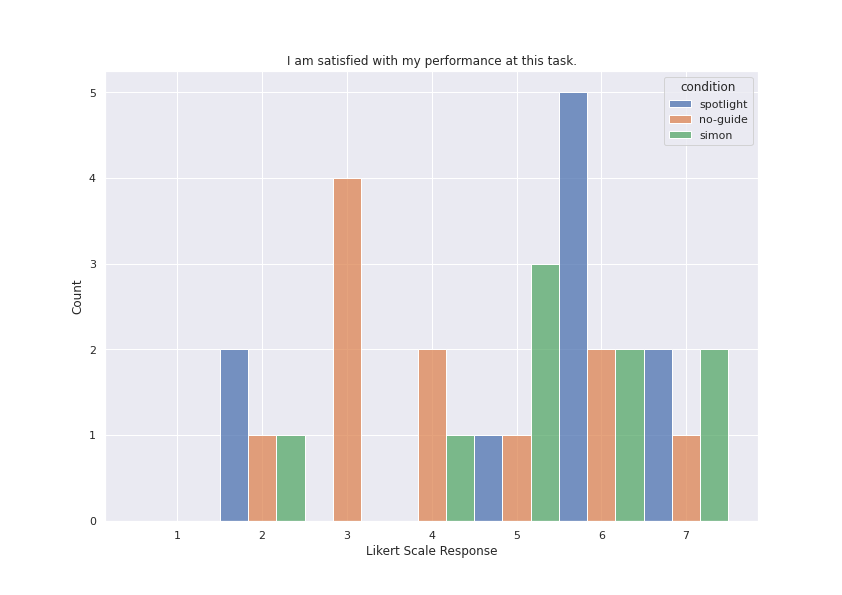 I am satisfied with my performance at this task.
condition
spotlight
no-guide
simon
5
4
3
2
1
0
Count
1 2 3 4 5 6 7
Likert Scale Response